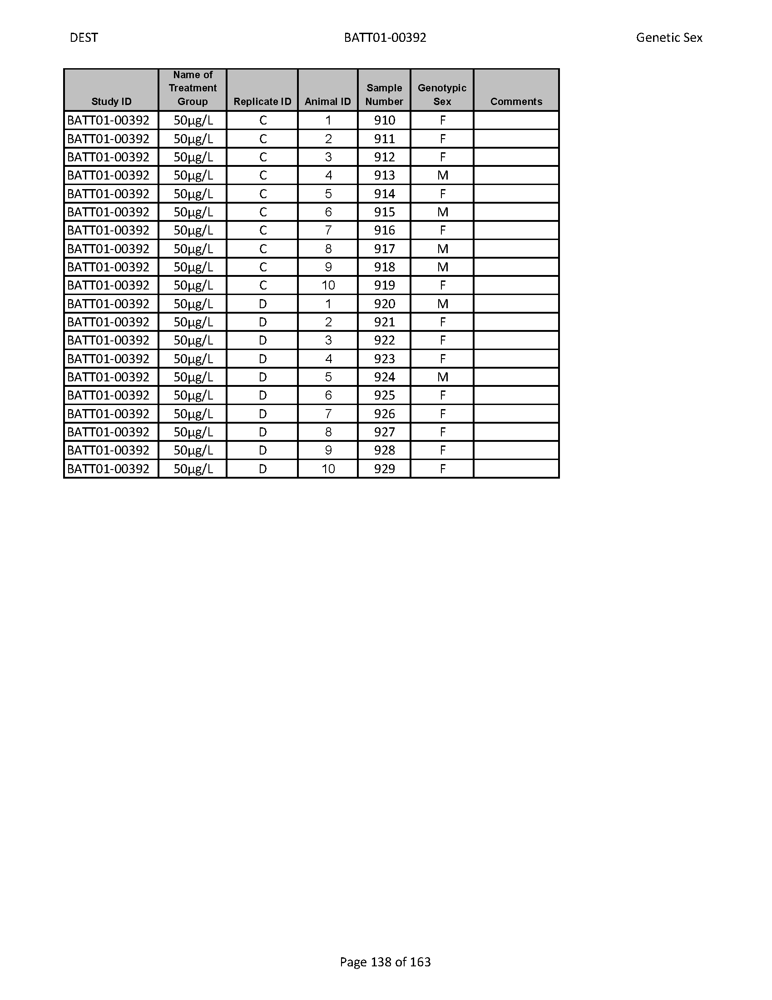 DEST BATT01-00392 Genetic Sex
Study ID Name of Treatment Group Replicate ID Animal ID Sample Number Genotypic Sex Comments
BATT01-00392 50µg/L C 1 910 F
BATT01-00392 50µg/L C 2 911 F
BATT01-00392 50µg/L C 3 912 F
BATT01-00392 50µg/L C 4 913 M
BATT01-00392 50µg/L C 5 914 F
BATT01-00392 50µg/L C 6 915 M
BATT01-00392 50µg/L C 7 916 F
BATT01-00392 50µg/L C 8 917 M
BATT01-00392 50µg/L C 9 918 M
BATT01-00392 50µg/L C 10 919 F
BATT01-00392 50µg/L D 1 920 M
BATT01-00392 50µg/L D 2 921 F
BATT01-00392 50µg/L D 3 922 F
BATT01-00392 50µg/L D 4 923 F
BATT01-00392 50µg/L D 5 924 M
BATT01-00392 50µg/L D 6 925 F
BATT01-00392 50µg/L D 7 926 F
BATT01-00392 50µg/L D 8 927 F
BATT01-00392 50µg/L D 9 928 F
BATT01-00392 50µg/L D 10 929 F
Page 138 of 163